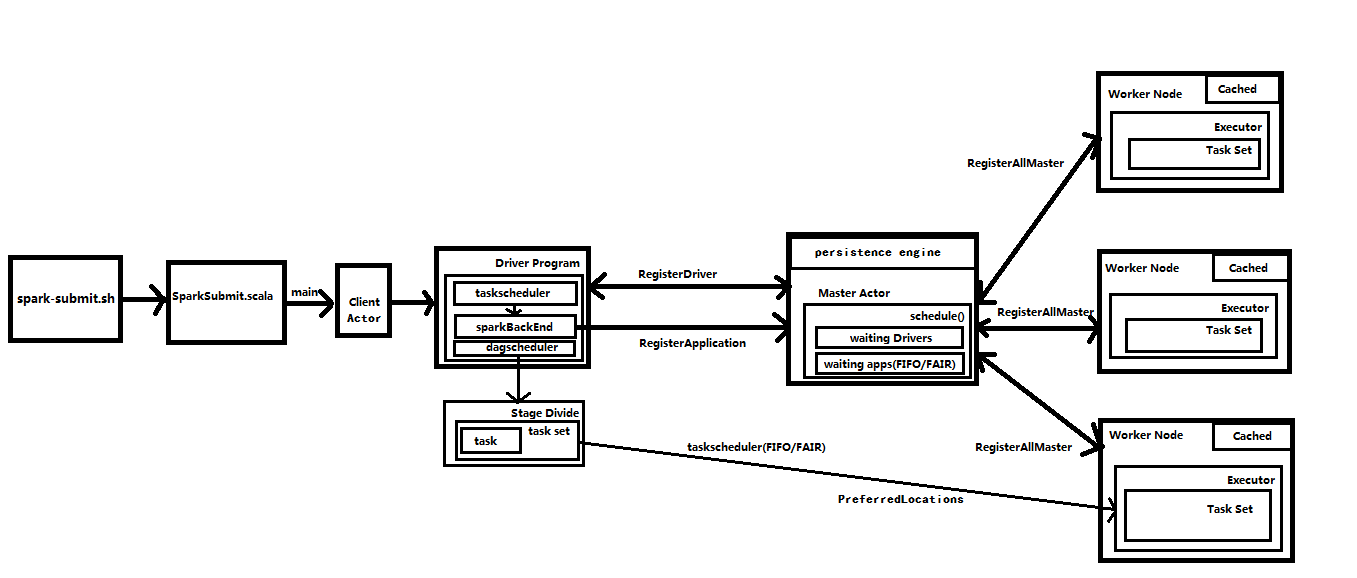 spark-submit.sh
SparkSubmit.scala
main
Client
Actor
Driver Program
taskscheduler
sparkBackEnd
dagscheduler
Stage Divide
task set
task
RegisterDriver
RegisterApplication
taskscheduler(FIFO/FAIR)
PreferredLocations
persistence engine
Master Actor
schedule()
waiting Drivers
waiting apps(FIFO/FAIR)
RegisterAllMaster
RegisterAllMaster
RegisterAllMaster
Worker Node
Cached
Executor
Task Set
Worker Node
Cached
Executor
Task Set
Worker Node
Cached
Executor
Task Set